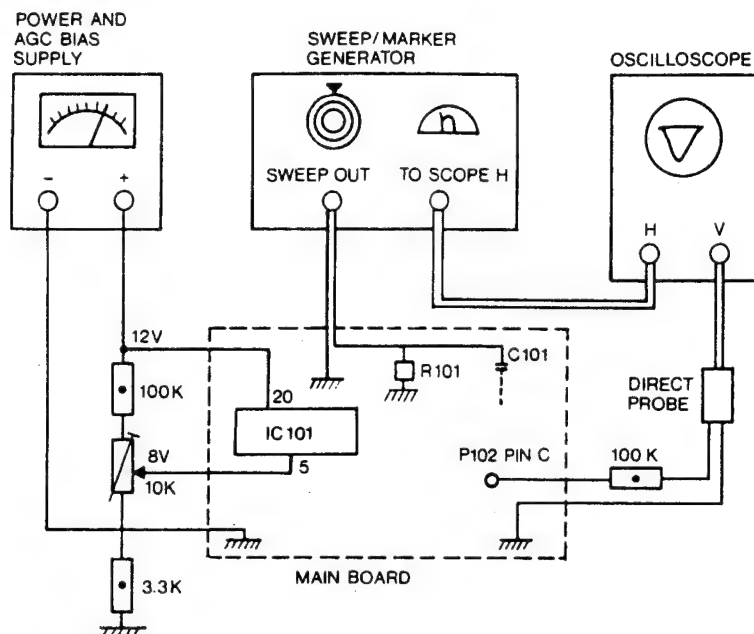 POWER AND
AGC BIAS
SUPPLY
- +
SWEEP/MARKER
GENERATOR
n
SWEEP OUT TO SCOPE H
OSCILLOSCOPE
H V
12V
100K
8V
10K
3.3K
20
IC101
5
R101
C101
P102 PIN C
100 K
DIRECT
PROBE
MAIN BOARD